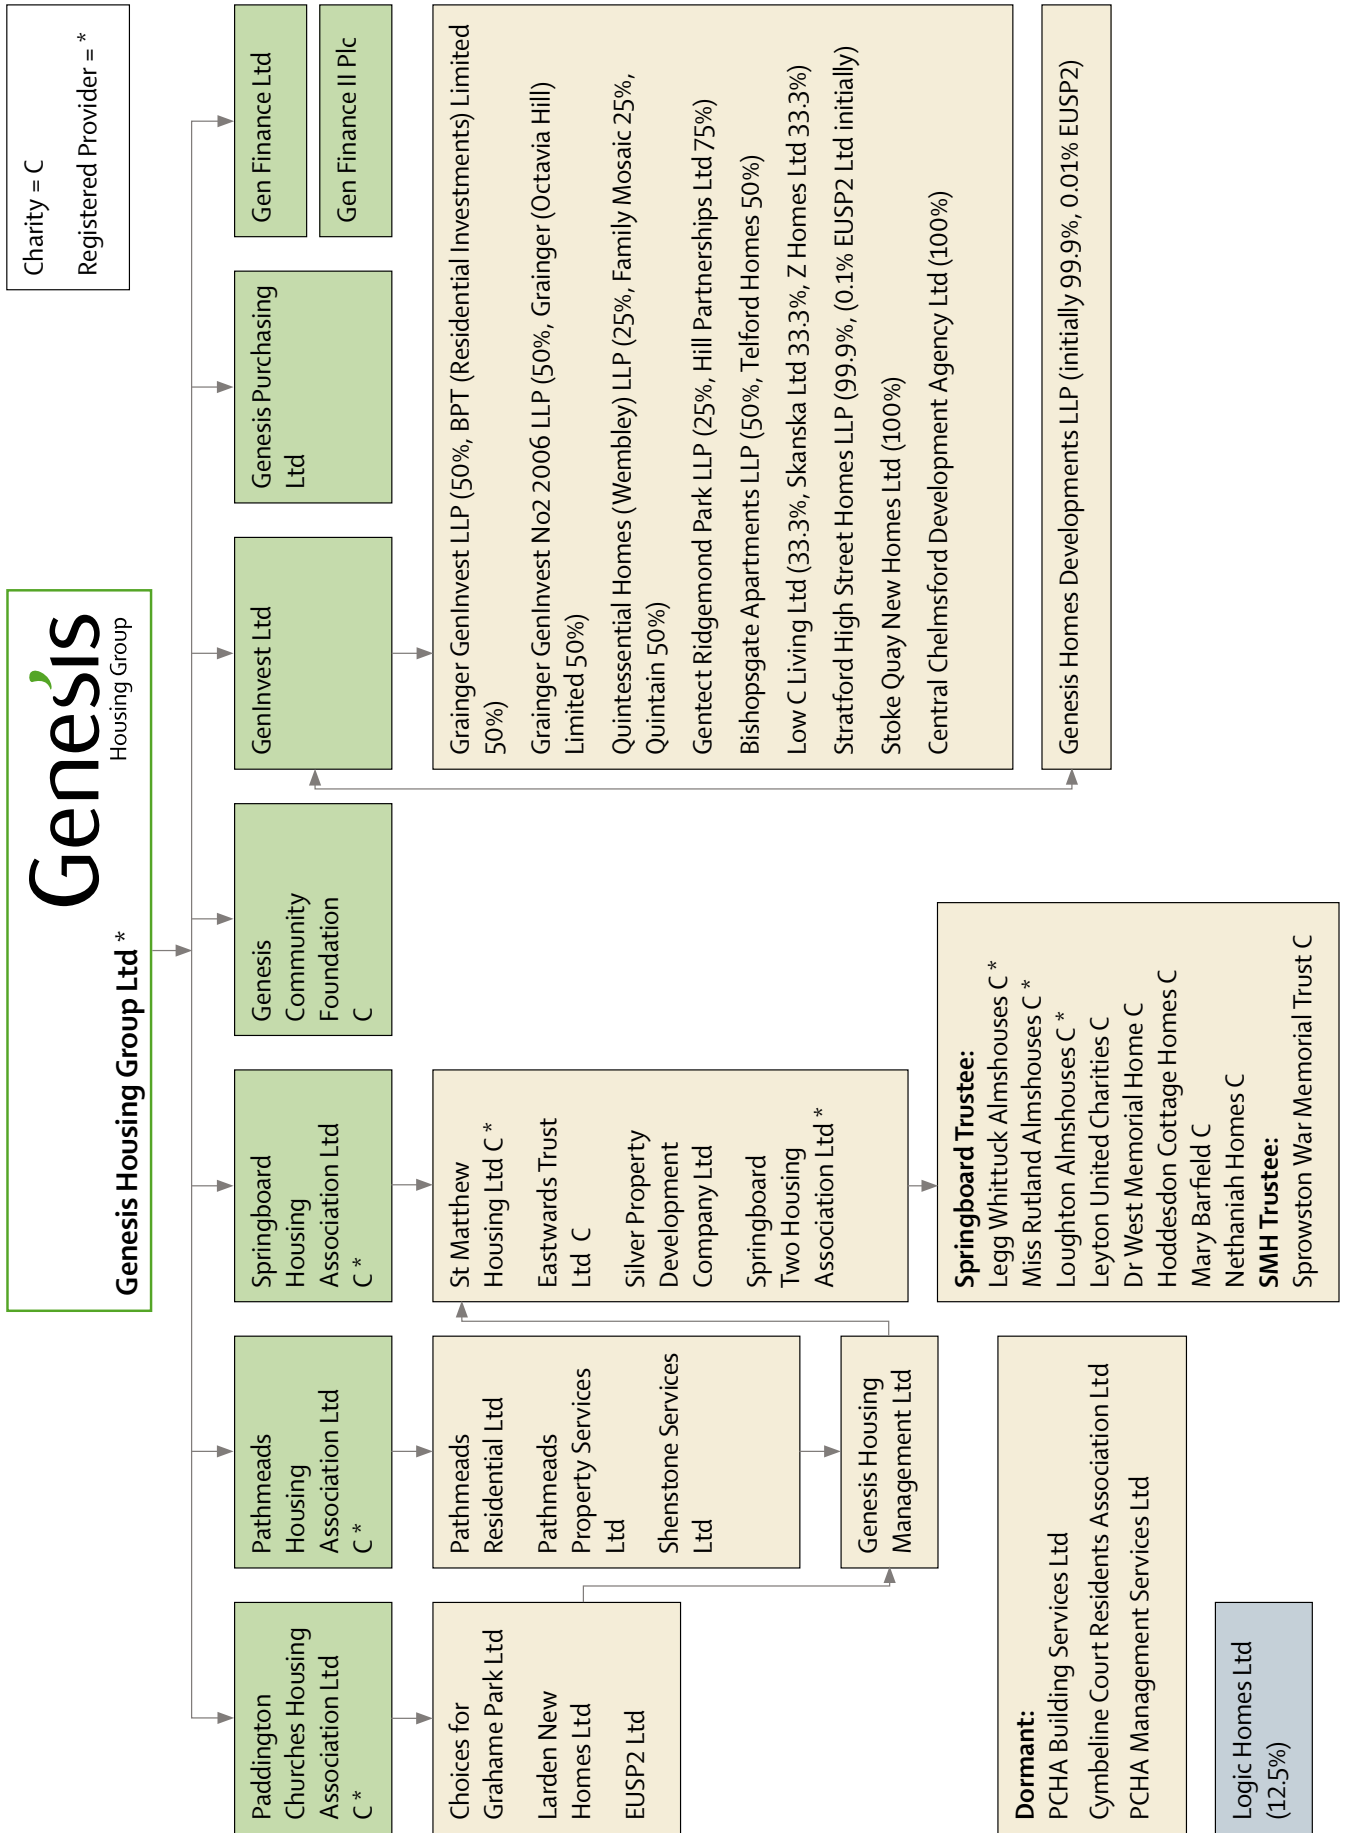 Genesis
Housing Group
Genesis Housing Group Ltd *
Charity = C
Registered Provider = *
Paddington
Churches Housing
Association Ltd
C *
Pathmeads
Housing
Association Ltd
C *
Springboard
Housing
Association Ltd
C *
Genesis
Community
Foundation
C
GenInvest Ltd
Genesis Purchasing
Ltd
Gen Finance Ltd
Gen Finance II Plc
Choices for
Grahame Park Ltd
Larden New
Homes Ltd
EUSP2 Ltd
Pathmeads
Residential Ltd
Pathmeads
Property Services
Ltd
Shenstone Services
Ltd
Genesis Housing
Management Ltd
St Matthew
Housing Ltd C *
Eastwards Trust
Ltd C
Silver Property
Development
Company Ltd
Springboard
Two Housing
Association Ltd *
Grainger GenInvest LLP (50%, BPT (Residential Investments) Limited
50%)
Grainger GenInvest No2 2006 LLP (50%, Grainger (Octavia Hill)
Limited 50%)
Quintessential Homes (Wembley) LLP (25%, Family Mosaic 25%,
Quintain 50%)
Gentect Ridgemond Park LLP (25%, Hill Partnerships Ltd 75%)
Bishopsgate Apartments LLP (50%, Telford Homes 50%)
Low C Living Ltd (33.3%, Skanska Ltd 33.3%, Z Homes Ltd 33.3%)
Stratford High Street Homes LLP (99.9%, (0.1% EUSP2 Ltd initially)
Stoke Quay New Homes Ltd (100%)
Central Chelmsford Development Agency Ltd (100%)
Genesis Homes Developments LLP (initially 99.9%, 0.01% EUSP2)
Springboard Trustee:
Legg Whittuck Almshouses C *
Miss Rutland Almshouses C *
Loughton Almshouses C *
Leyton United Charities C
Dr West Memorial Home C
Hoddesdon Cottage Homes C
Mary Barfield C
Nethaniah Homes C
SMH Trustee:
Sprowston War Memorial Trust C
Dormant:
PCHA Building Services Ltd
Cymbeline Court Residents Association Ltd
PCHA Management Services Ltd
Logic Homes Ltd
(12.5%)